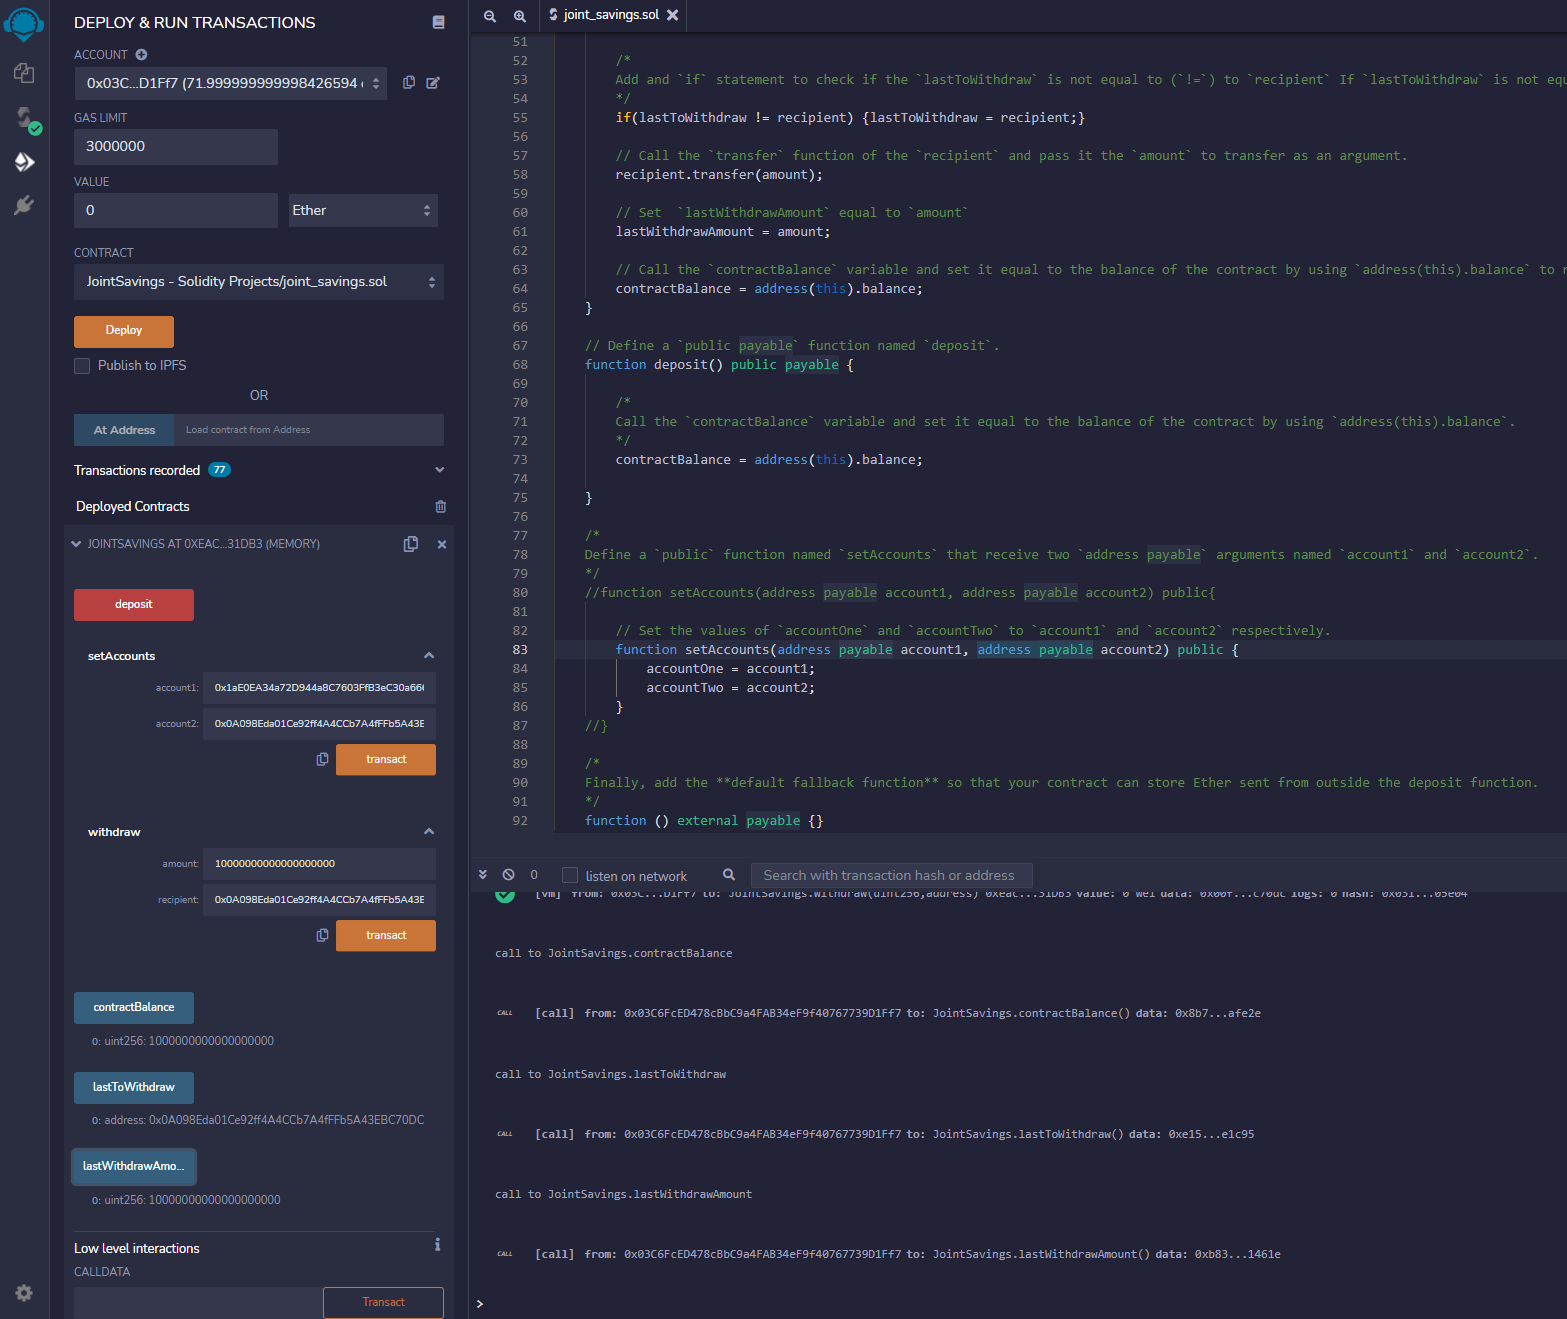 DEPLOY & RUN TRANSACTIONS
ACCOUNT
0x03C...D1Ff7 (71.999999999998426594
GAS LIMIT
3000000
VALUE
0
Ether
CONTRACT
JointSavings - Solidity Projects/joint_savings.sol
Deploy
Publish to IPFS
OR
At Address
Load contract from Address
Transactions recorded 77
Deployed Contracts
JOINTSAVINGS AT 0XEAC...31DB3 (MEMORY)
deposit
setAccounts
account1: 0x1aE0EA34a72D944a8C7603FfB3eC30a666
account2: 0x0A098Eda01Ce92ff4A4CCb7A4fFFb5A43E
transact
withdraw
amount: 10000000000000000000
recipient: 0x0A098Eda01Ce92ff4A4CCb7A4fFFb5A43E
transact
contractBalance
0: uint256: 1000000000000000000
lastToWithdraw
0: address: 0x0A098Eda01Ce92ff4A4CCb7A4fFFb5A43EBC70DC
lastWithdrawAmo...
0: uint256: 10000000000000000000
Low level interactions
i
CALLDATA
Transact
joint_savings.sol
51
52 /*
53 Add and `if` statement to check if the `lastToWithdraw` is not equal to (`!=`) to `recipient` If `lastToWithdraw` is not equ
54 */
55 if(lastToWithdraw != recipient) {lastToWithdraw = recipient;}
56
57 // Call the `transfer` function of the `recipient` and pass it the `amount` to transfer as an argument.
58 recipient.transfer(amount);
59
60 // Set  `lastWithdrawAmount` equal to `amount`
61 lastWithdrawAmount = amount;
62
63 // Call the `contractBalance` variable and set it equal to the balance of the contract by using `address(this).balance` to r
64 contractBalance = address(this).balance;
65 }
66
67 // Define a `public payable` function named `deposit`.
68 function deposit() public payable {
69
70 /*
71 Call the `contractBalance` variable and set it equal to the balance of the contract by using `address(this).balance`.
72 */
73 contractBalance = address(this).balance;
74
75 }
76
77 /*
78 Define a `public` function named `setAccounts` that receive two `address payable` arguments named `account1` and `account2`.
79 */
80 //function setAccounts(address payable account1, address payable account2) public{
81
82 // Set the values of `accountOne` and `accountTwo` to `account1` and `account2` respectively.
83 function setAccounts(address payable account1, address payable account2) public {
84 accountOne = account1;
85 accountTwo = account2;
86 }
87 //}
88
89 /*
90 Finally, add the **default fallback function** so that your contract can store Ether sent from outside the deposit function.
91 */
92 function () external payable {}
0
listen on network
Search with transaction hash or address
[vm] from: 0x03C...D1Ff7 to: JointSavings.withdraw(uint256,address) 0xeac...31DB3 value: 0 wei data: 0x00f...c70dc logs: 0 hash: 0x051...05e04
call to JointSavings.contractBalance
CALL [call] from: 0x03C6FcED478cBbC9a4FAB34eF9f40767739D1Ff7 to: JointSavings.contractBalance() data: 0x8b7...afe2e
call to JointSavings.lastToWithdraw
CALL [call] from: 0x03C6FcED478cBbC9a4FAB34eF9f40767739D1Ff7 to: JointSavings.lastToWithdraw() data: 0xe15...e1c95
call to JointSavings.lastWithdrawAmount
CALL [call] from: 0x03C6FcED478cBbC9a4FAB34eF9f40767739D1Ff7 to: JointSavings.lastWithdrawAmount() data: 0xb83...1461e
>